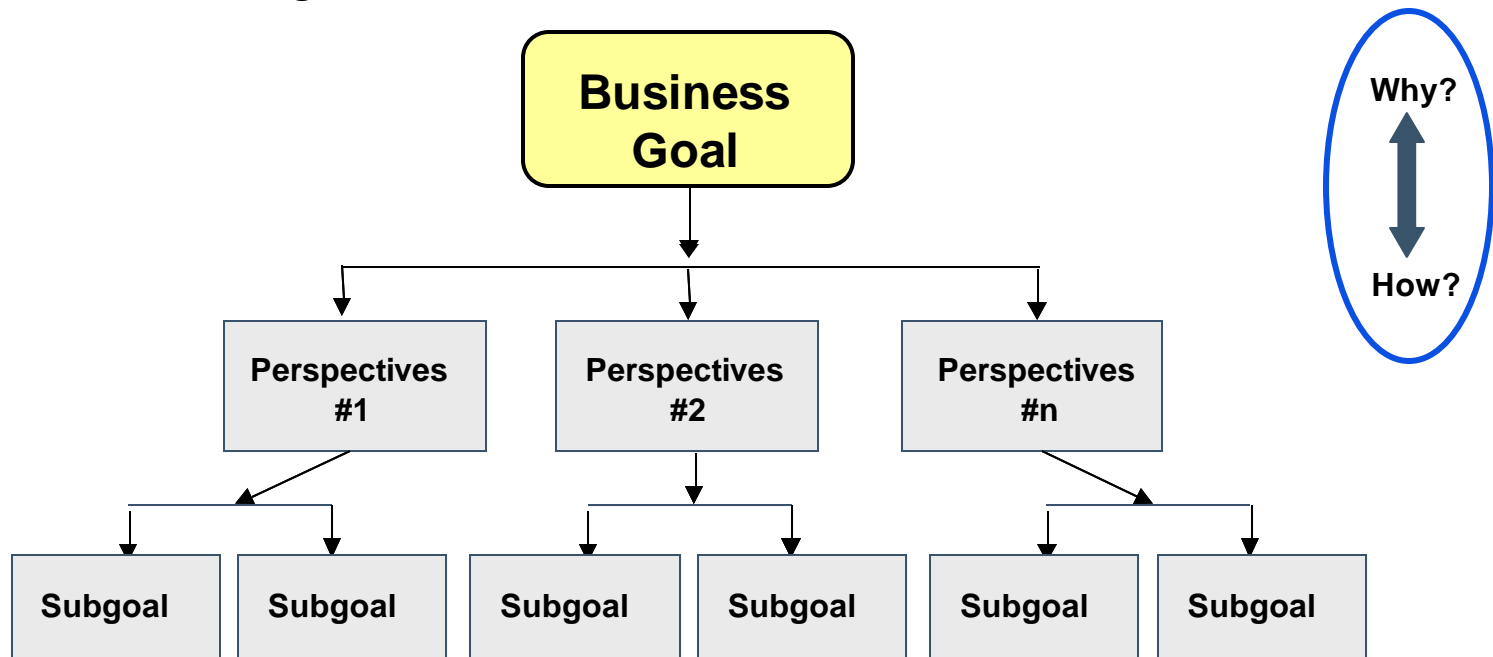 Business
Goal
Why?
How?
Perspectives
#1
Perspectives
#2
Perspectives
#n
Subgoal
Subgoal
Subgoal
Subgoal
Subgoal
Subgoal